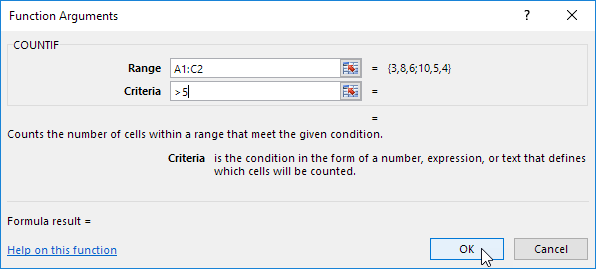 Function Arguments
COUNTIF
Range A1:C2 = {3,8,6;10,5,4}
Criteria >5 =
=
Counts the number of cells within a range that meet the given condition.
Criteria is the condition in the form of a number, expression, or text that defines
which cells will be counted.
Formula result =
Help on this function OK Cancel